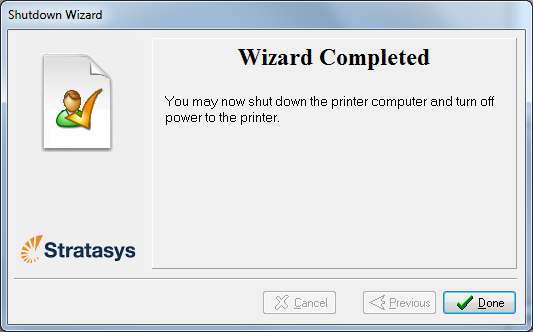 Shutdown Wizard
Wizard Completed
You may now shut down the printer computer and turn off
power to the printer.
Stratasys
Cancel
Previous
Done